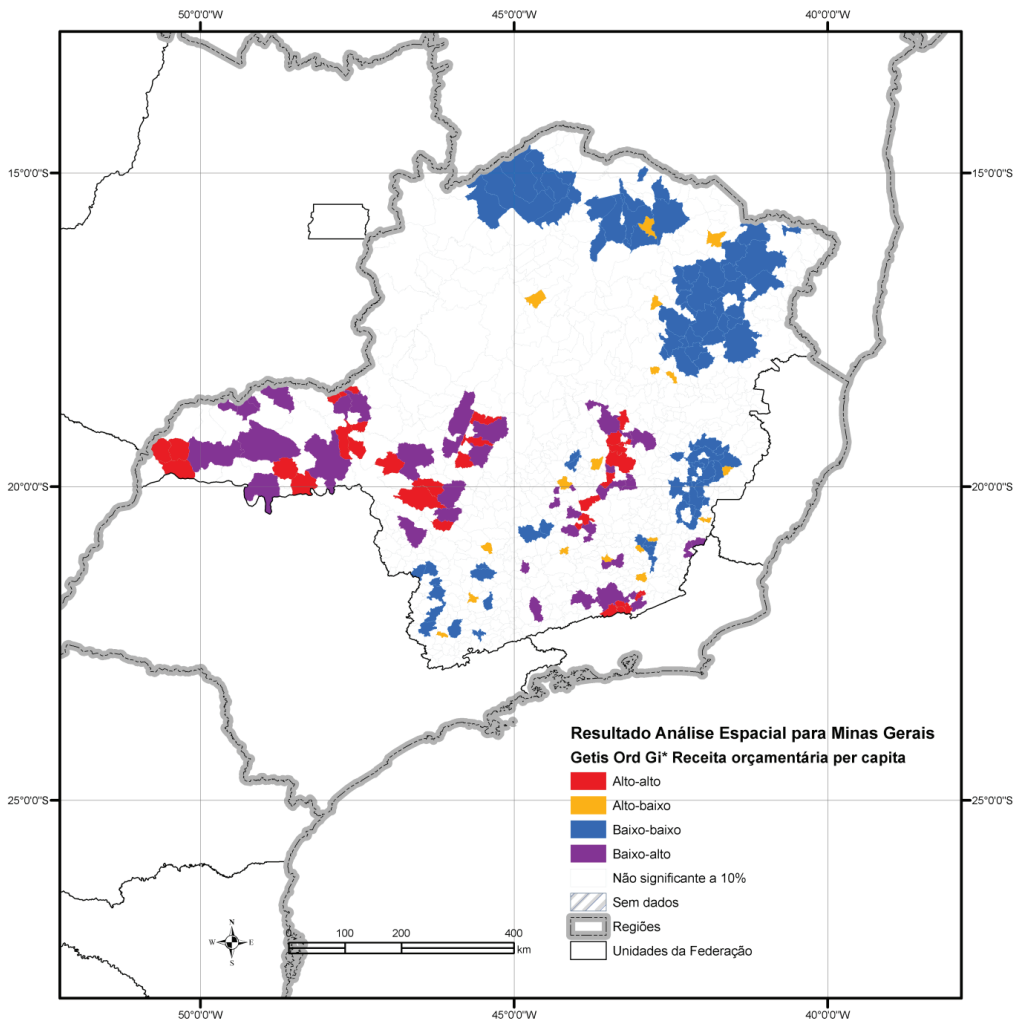 50°0'0"W 45°0'0"W 40°0'0"W
15°0'0"S 15°0'0"S
20°0'0"S 20°0'0"S
25°0'0"S 25°0'0"S
Resultado Análise Espacial para Minas Gerais
Getis Ord Gi* Receita orçamentária per capita
Alto-alto
Alto-baixo
Baixo-baixo
Baixo-alto
Não significante a 10%
Sem dados
Regiões
Unidades da Federação
N
W E
S
0 100 200 400
km
50°0'0"W 45°0'0"W 40°0'0"W